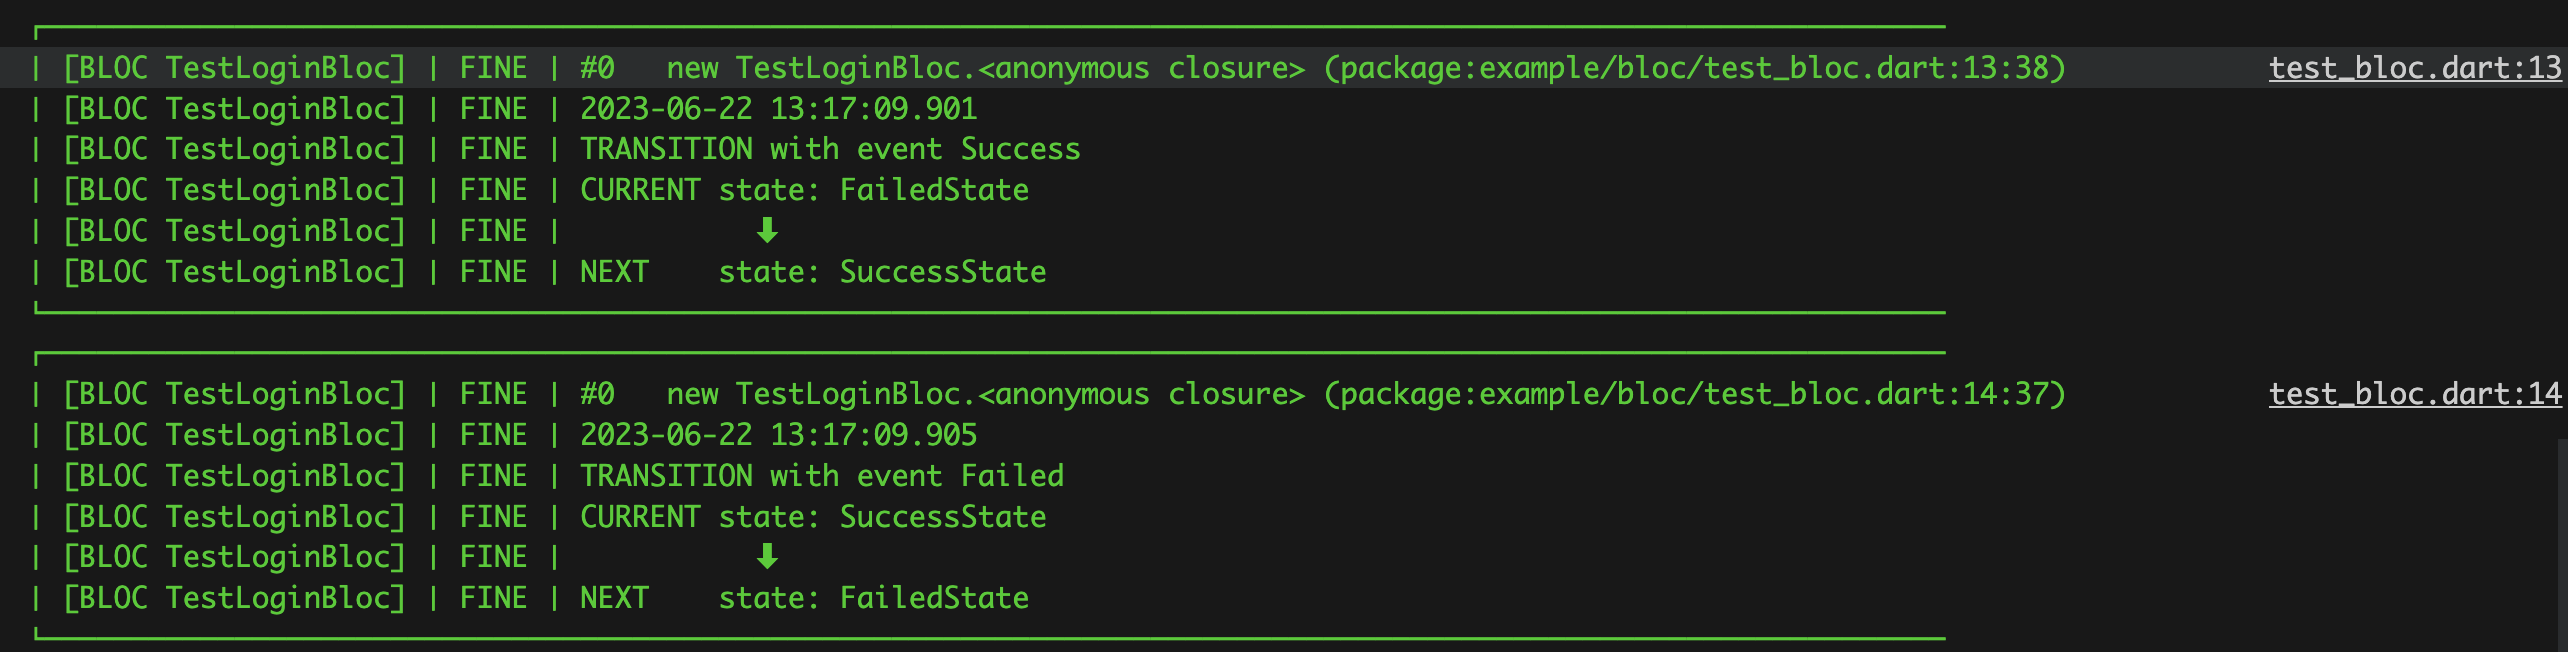 | [BLOC TestLoginBloc] | FINE | #0   new TestLoginBloc.<anonymous closure> (package:example/bloc/test_bloc.dart:13:38) test_bloc.dart:13
| [BLOC TestLoginBloc] | FINE | 2023-06-22 13:17:09.901
| [BLOC TestLoginBloc] | FINE | TRANSITION with event Success
| [BLOC TestLoginBloc] | FINE | CURRENT state: FailedState
| [BLOC TestLoginBloc] | FINE |           ⬇
| [BLOC TestLoginBloc] | FINE | NEXT    state: SuccessState
| [BLOC TestLoginBloc] | FINE | #0   new TestLoginBloc.<anonymous closure> (package:example/bloc/test_bloc.dart:14:37) test_bloc.dart:14
| [BLOC TestLoginBloc] | FINE | 2023-06-22 13:17:09.905
| [BLOC TestLoginBloc] | FINE | TRANSITION with event Failed
| [BLOC TestLoginBloc] | FINE | CURRENT state: SuccessState
| [BLOC TestLoginBloc] | FINE |           ⬇
| [BLOC TestLoginBloc] | FINE | NEXT    state: FailedState